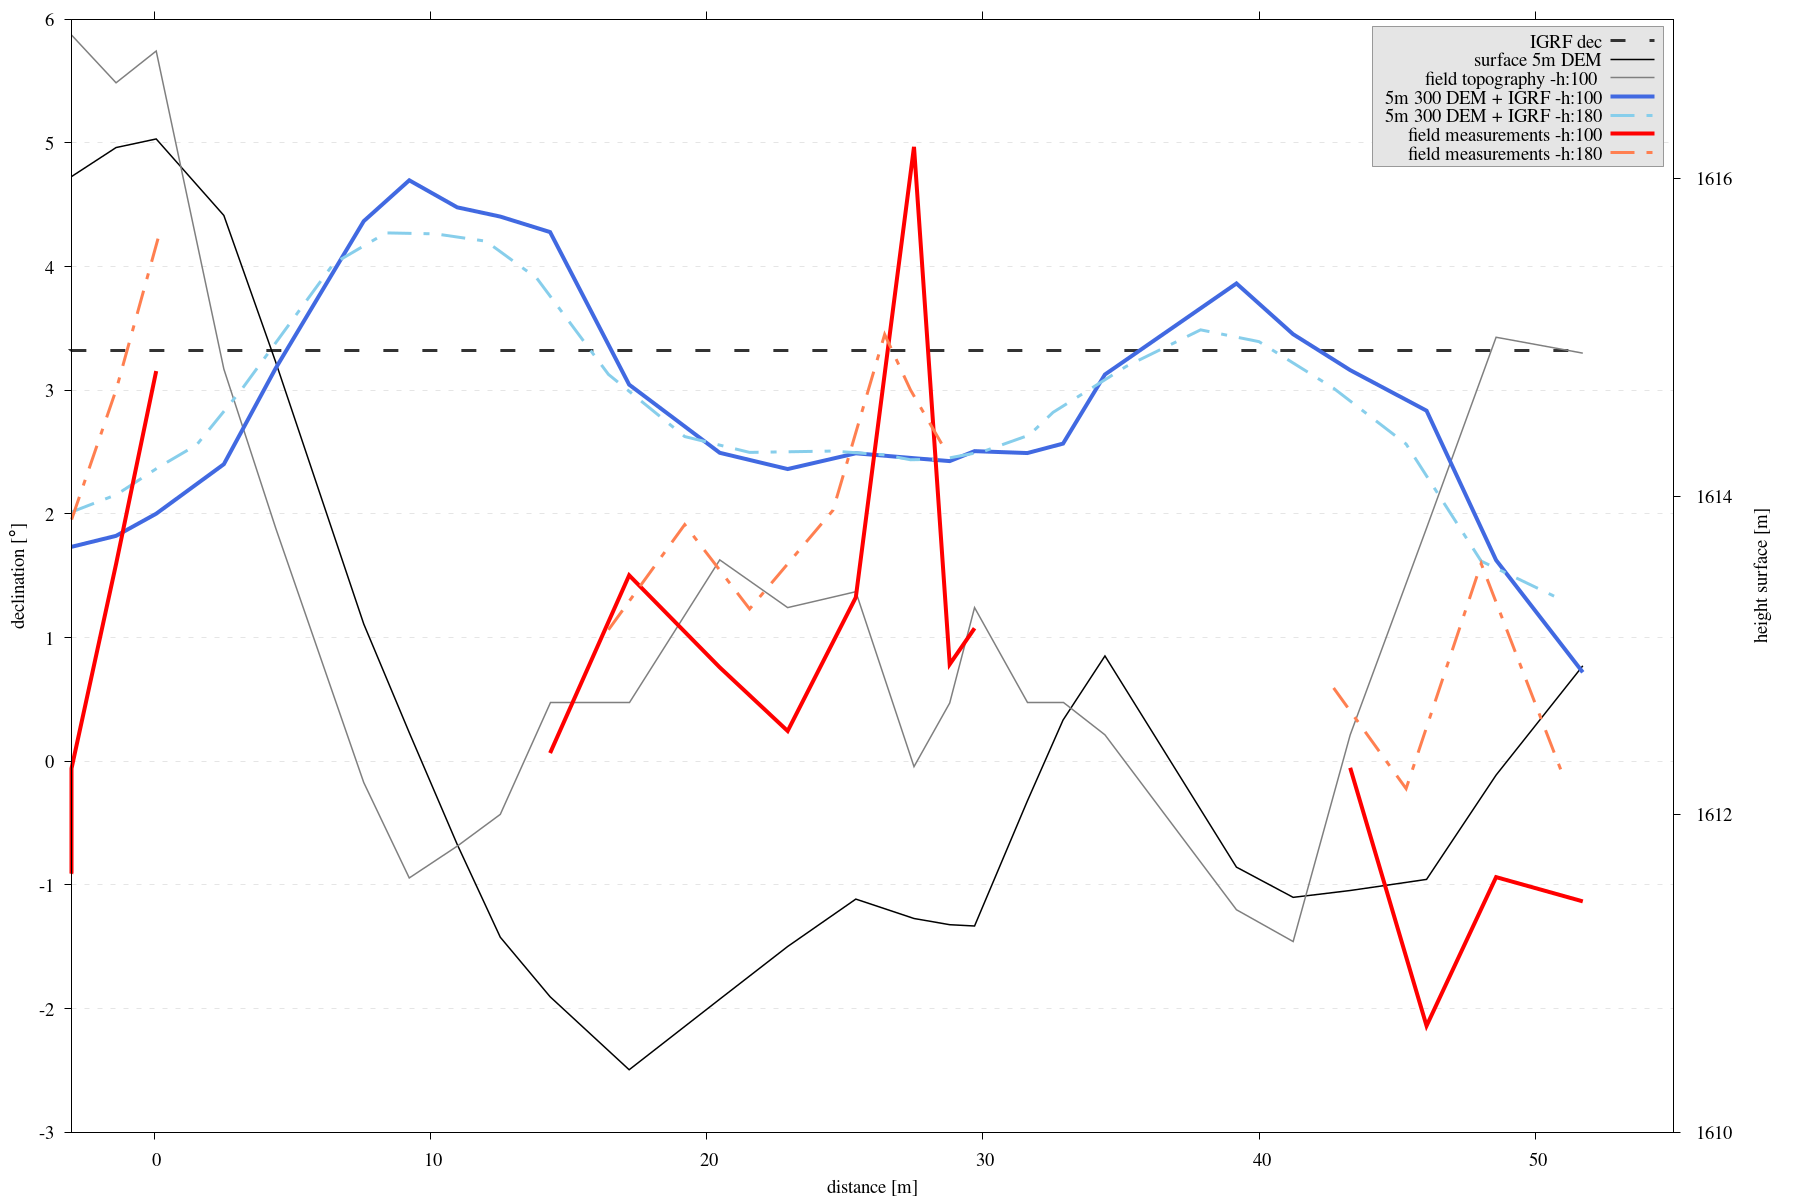 IGRF dec
surface 5m DEM
field topography -h:100
5m 300 DEM + IGRF -h:100
5m 300 DEM + IGRF -h:180
field measurements -h:100
field measurements -h:180
6
5
4
3
2
1
0
-1
-2
-3
declination [°]
1616
1614
1612
1610
height surface [m]
0
10
20
30
40
50
distance [m]